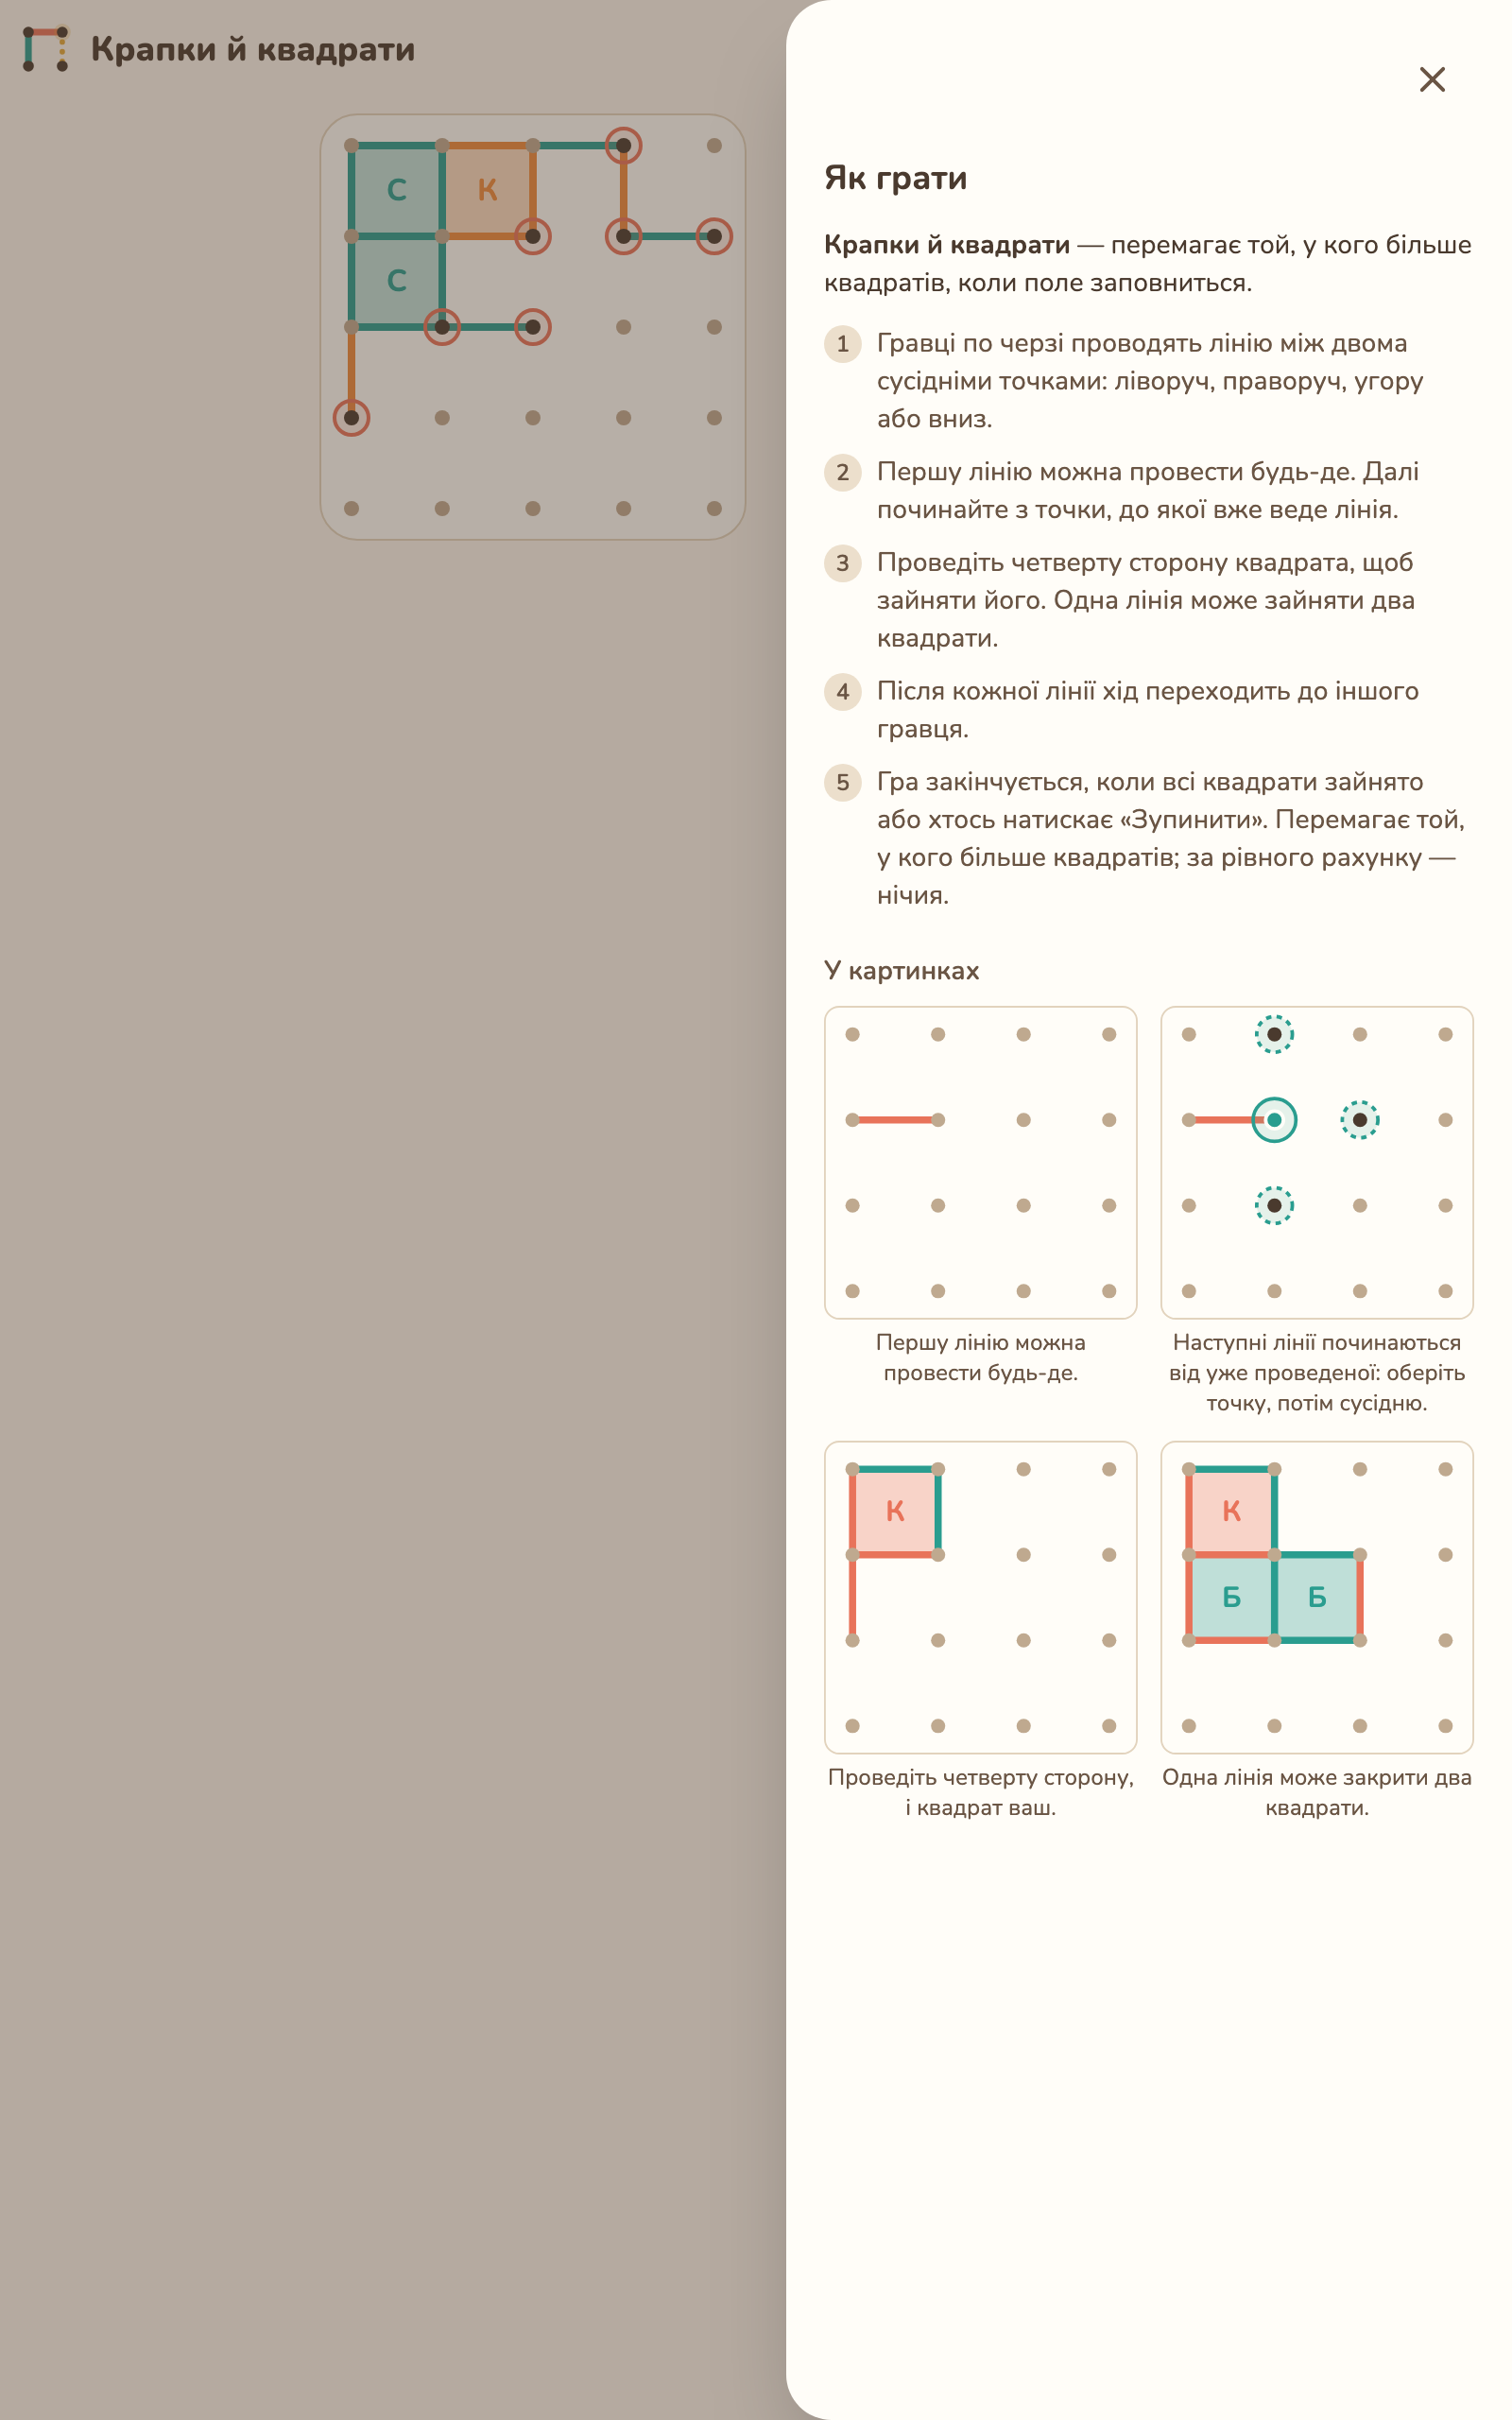 Крапки й квадрати
С
К
С
Як грати
Крапки й квадрати — перемагає той, у кого більше
квадратів, коли поле заповниться.
1
Гравці по черзі проводять лінію між двома
сусідніми точками: ліворуч, праворуч, угору
або вниз.
2
Першу лінію можна провести будь-де. Далі
починайте з точки, до якої вже веде лінія.
3
Проведіть четверту сторону квадрата, щоб
зайняти його. Одна лінія може зайняти два
квадрати.
4
Після кожної лінії хід переходить до іншого
гравця.
5
Гра закінчується, коли всі квадрати зайнято
або хтось натискає «Зупинити». Перемагає той,
у кого більше квадратів; за рівного рахунку —
нічия.
У картинках
Першу лінію можна
провести будь-де.
Наступні лінії починаються
від уже проведеної: оберіть
точку, потім сусідню.
К
Проведіть четверту сторону,
і квадрат ваш.
К
Б
Б
Одна лінія може закрити два
квадрати.